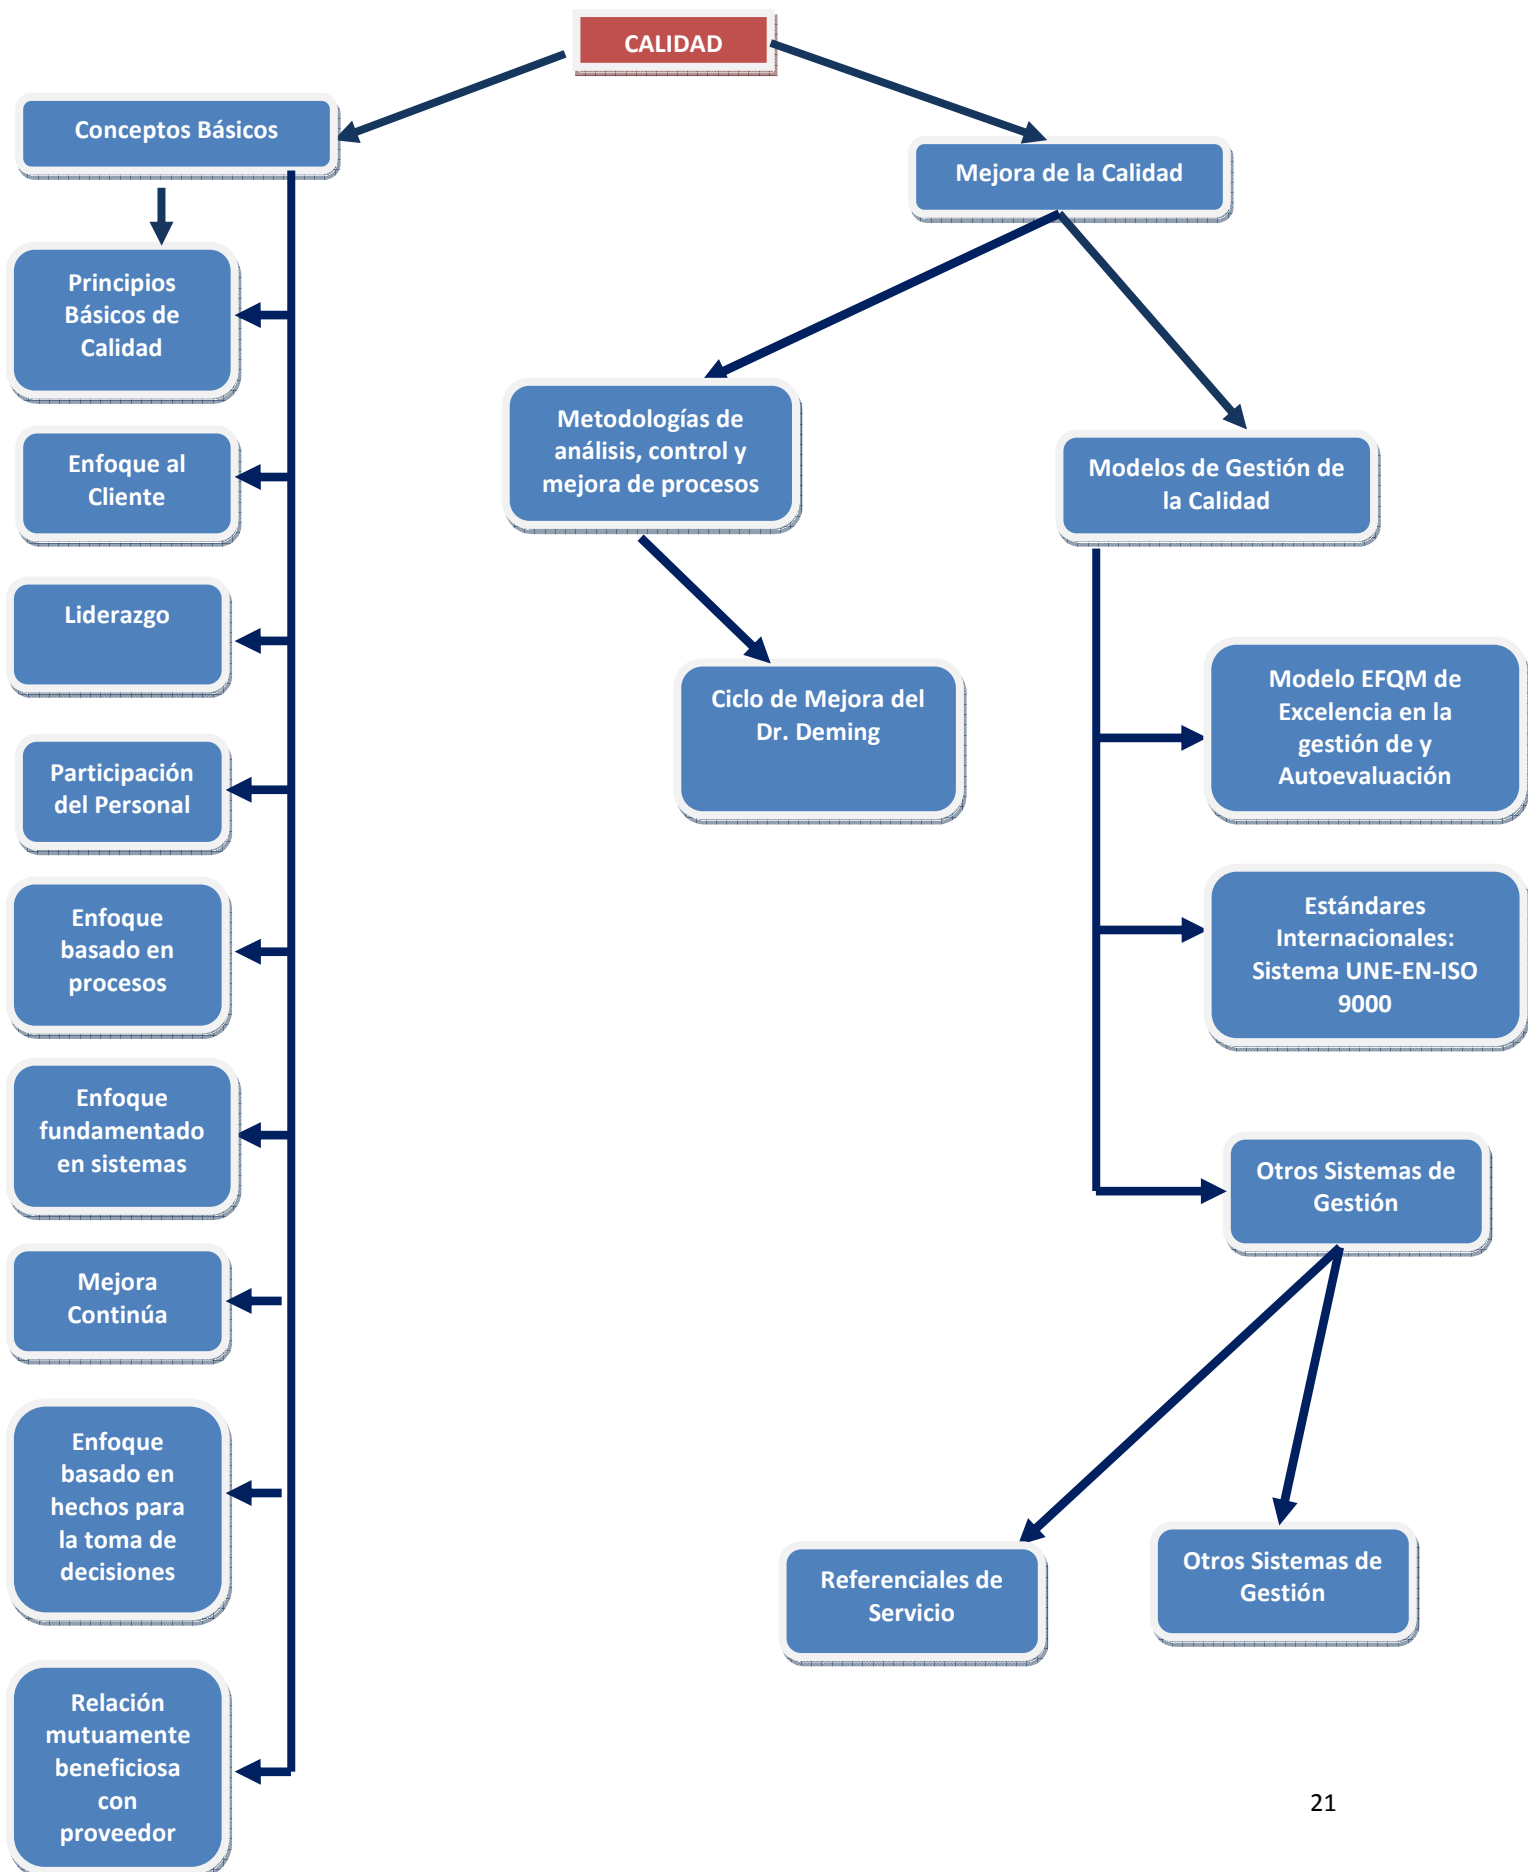 CALIDAD
Conceptos Básicos
Principios
Básicos de
Calidad
Enfoque al
Cliente
Liderazgo
Participación
del Personal
Enfoque
basado en
procesos
Enfoque
fundamentado
en sistemas
Mejora
Continúa
Enfoque
basado en
hechos para
la toma de
decisiones
Relación
mutuamente
beneficiosa
con
proveedor
Mejora de la Calidad
Metodologías de
análisis, control y
mejora de procesos
Ciclo de Mejora del
Dr. Deming
Modelos de Gestión de
la Calidad
Modelo EFQM de
Excelencia en la
gestión de y
Autoevaluación
Estándares
Internacionales:
Sistema UNE-EN-ISO
9000
Otros Sistemas de
Gestión
Referenciales de
Servicio
Otros Sistemas de
Gestión
21